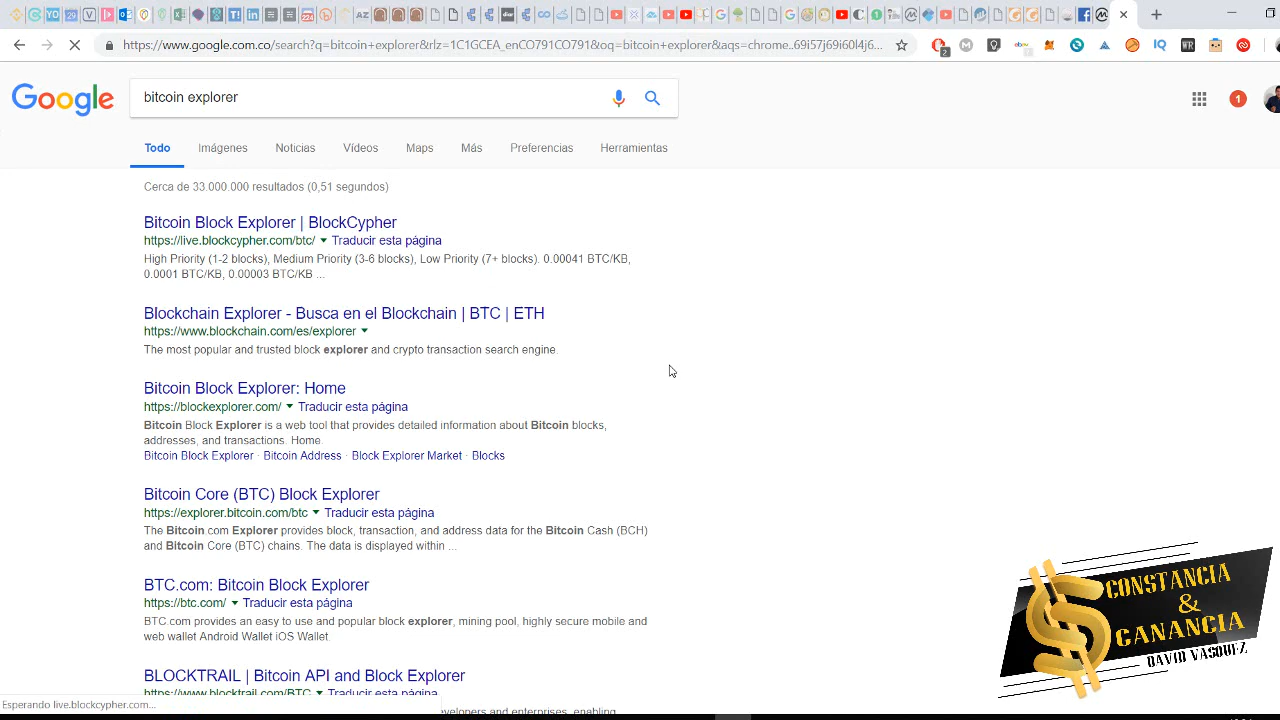 https://www.google.com.co/search?q=bitcoin+explorer&rlz=1C1GCEA_enCO791CO791&oq=bitcoin+explorer&aqs=chrome..69i57j69i60l4j6...
Google
bitcoin explorer
1
Todo Imágenes Noticias Vídeos Maps Más Preferencias Herramientas
Cerca de 33.000.000 resultados (0,51 segundos)
Bitcoin Block Explorer | BlockCypher
https://live.blockcypher.com/btc/ Traducir esta página
High Priority (1-2 blocks), Medium Priority (3-6 blocks), Low Priority (7+ blocks). 0.00041 BTC/KB,
0.0001 BTC/KB, 0.00003 BTC/KB ...
Blockchain Explorer - Busca en el Blockchain | BTC | ETH
https://www.blockchain.com/es/explorer
The most popular and trusted block explorer and crypto transaction search engine.
Bitcoin Block Explorer: Home
https://blockexplorer.com/ Traducir esta página
Bitcoin Block Explorer is a web tool that provides detailed information about Bitcoin blocks,
addresses, and transactions. Home.
Bitcoin Block Explorer · Bitcoin Address · Block Explorer Market · Blocks
Bitcoin Core (BTC) Block Explorer
https://explorer.bitcoin.com/btc Traducir esta página
The Bitcoin com Explorer provides block, transaction, and address data for the Bitcoin Cash (BCH)
and Bitcoin Core (BTC) chains. The data is displayed within ...
BTC.com: Bitcoin Block Explorer
https://btc.com/ Traducir esta página
BTC.com provides an easy to use and popular block explorer, mining pool, highly secure mobile and
web wallet Android Wallet iOS Wallet.
BLOCKTRAIL | Bitcoin API and Block Explorer
https://www.blocktrail.com/BTC Traducir esta página
Esperando live.blockcypher.com...
developers and enterprises, enabling
CONSTANCIA
&
GANANCIA
DAVID VASQUEZ